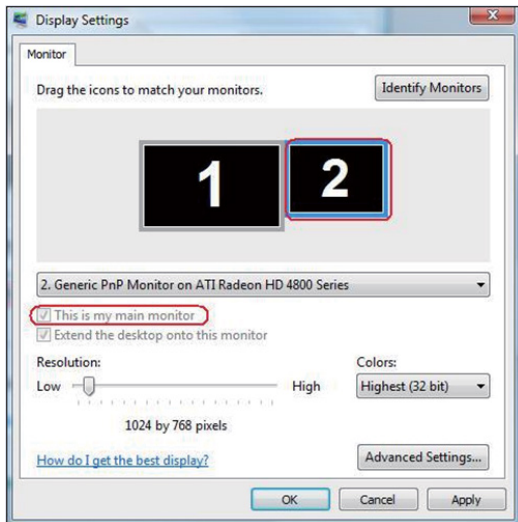 Display Settings
Monitor
Drag the icons to match your monitors.
Identify Monitors
1
2
2. Generic PnP Monitor on ATI Radeon HD 4800 Series
This is my main monitor
Extend the desktop onto this monitor
Resolution:
Colors:
Low
High
Highest (32 bit)
1024 by 768 pixels
How do I get the best display?
Advanced Settings...
OK
Cancel
Apply